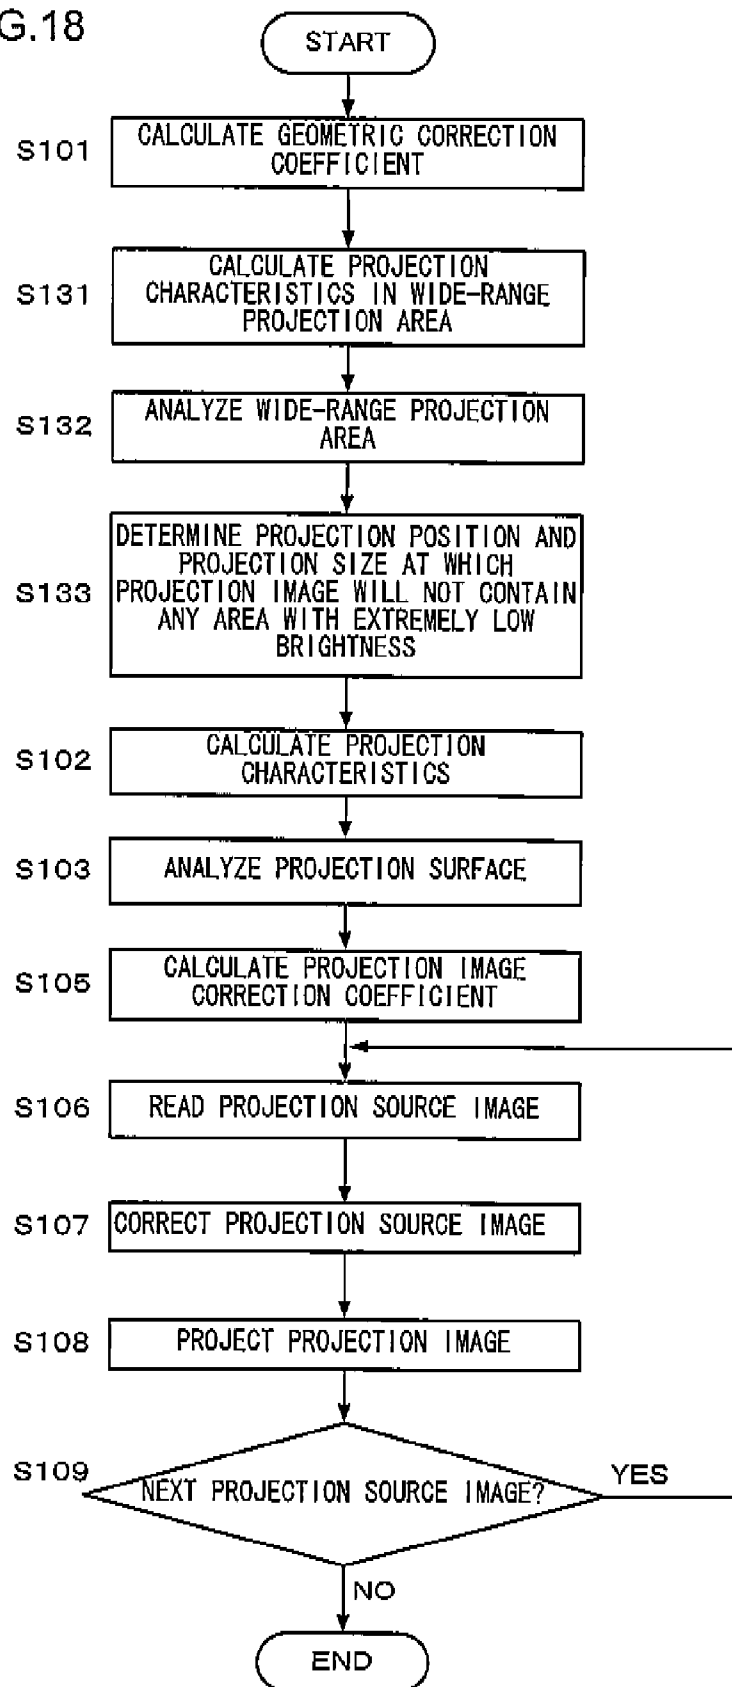 G.18
START
S101
CALCULATE GEOMETRIC CORRECTION
COEFFICIENT
S131
CALCULATE PROJECTION
CHARACTERISTICS IN WIDE-RANGE
PROJECTION AREA
S132
ANALYZE WIDE-RANGE PROJECTION
AREA
S133
DETERMINE PROJECTION POSITION AND
PROJECTION SIZE AT WHICH
PROJECTION IMAGE WILL NOT CONTAIN
ANY AREA WITH EXTREMELY LOW
BRIGHTNESS
S102
CALCULATE PROJECTION
CHARACTERISTICS
S103
ANALYZE PROJECTION SURFACE
S105
CALCULATE PROJECTION IMAGE
CORRECTION COEFFICIENT
S106
READ PROJECTION SOURCE IMAGE
S107
CORRECT PROJECTION SOURCE IMAGE
S108
PROJECT PROJECTION IMAGE
S109
NEXT PROJECTION SOURCE IMAGE?
YES
NO
END